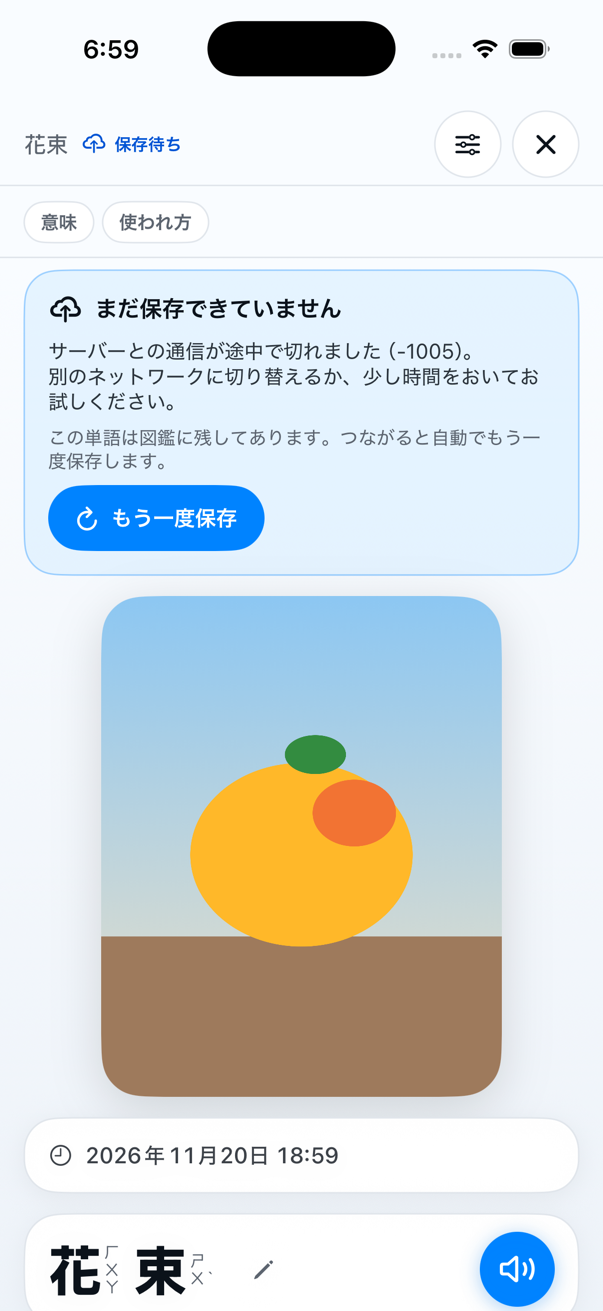 6:59
花束 保存待ち
意味 使われ方
まだ保存できていません
サーバーとの通信が途中で切れました（-1005）。
別のネットワークに切り替えるか、少し時間をおいてお
試しください。
この単語は図鑑に残してあります。つながると自動でもう一
度保存します。
もう一度保存
2026年11月20日 18:59
花ㄏㄨㄚ 束ㄕㄨˋ